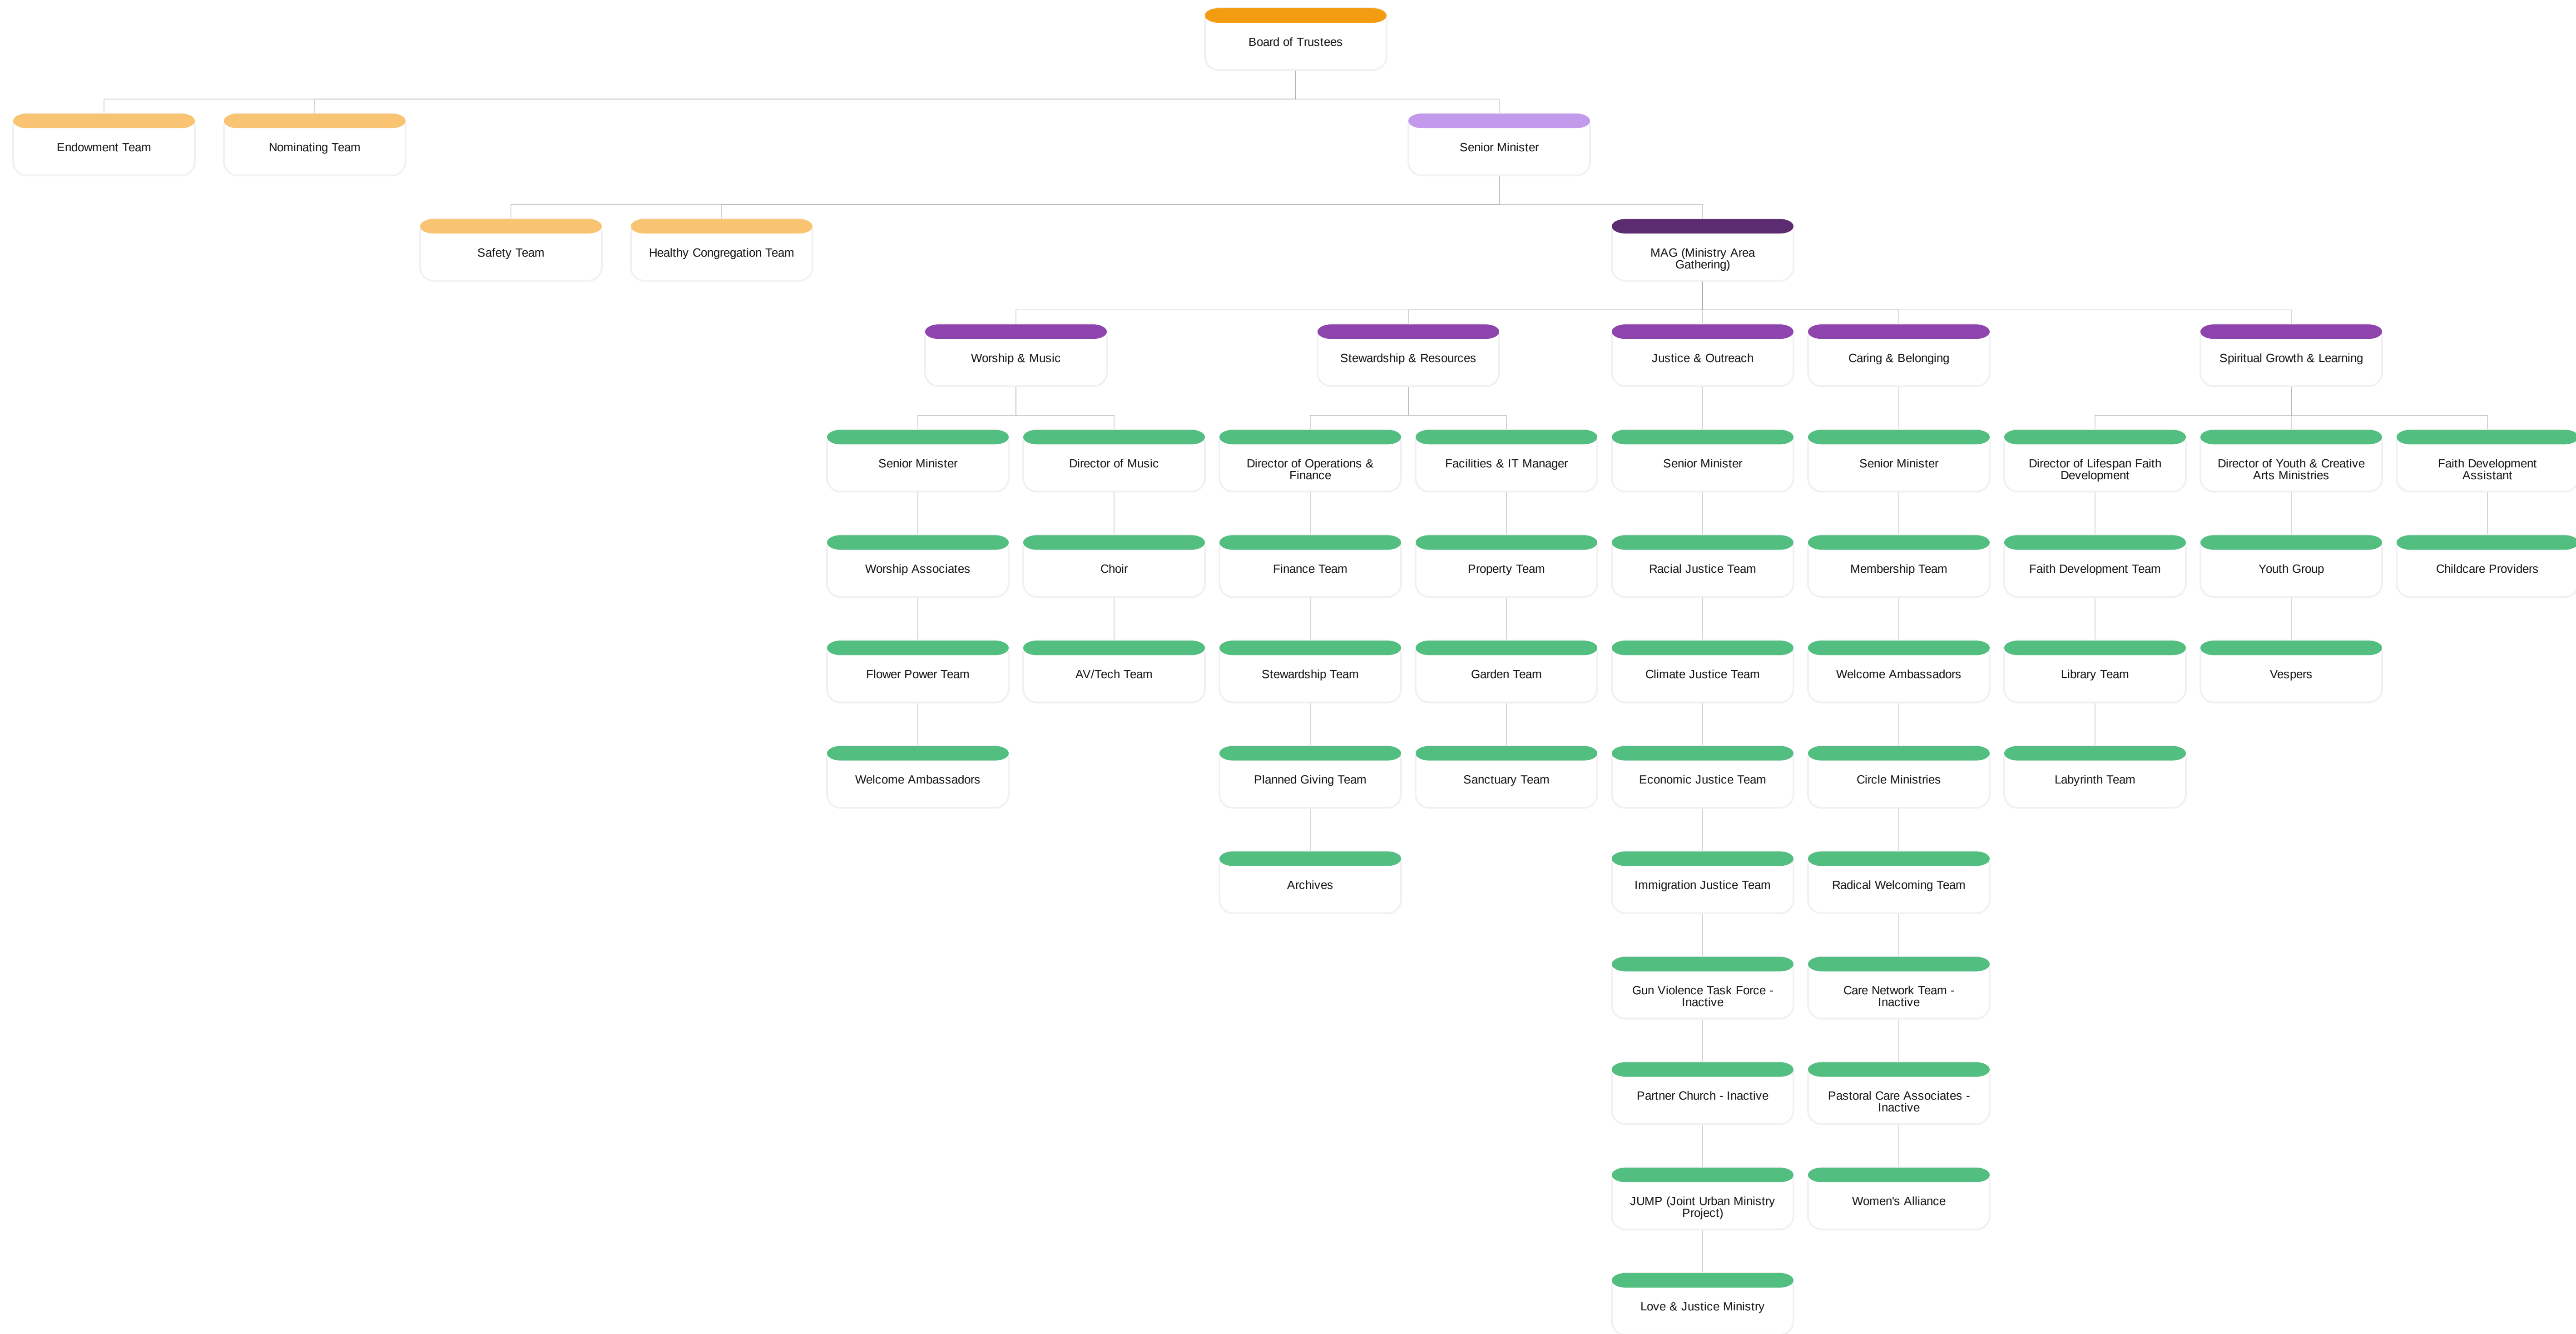 Board of Trustees
Endowment Team
Nominating Team
Senior Minister
Safety Team
Healthy Congregation Team
MAG (Ministry Area
Gathering)
Worship & Music
Stewardship & Resources
Justice & Outreach
Caring & Belonging
Spiritual Growth & Learning
Senior Minister
Director of Music
Director of Operations &
Finance
Facilities & IT Manager
Senior Minister
Senior Minister
Director of Lifespan Faith
Development
Director of Youth & Creative
Arts Ministries
Faith Development
Assistant
Worship Associates
Choir
Finance Team
Property Team
Racial Justice Team
Membership Team
Faith Development Team
Youth Group
Childcare Providers
Flower Power Team
AV/Tech Team
Stewardship Team
Garden Team
Climate Justice Team
Welcome Ambassadors
Library Team
Vespers
Welcome Ambassadors
Planned Giving Team
Sanctuary Team
Economic Justice Team
Circle Ministries
Labyrinth Team
Archives
Immigration Justice Team
Radical Welcoming Team
Gun Violence Task Force -
Inactive
Care Network Team -
Inactive
Partner Church - Inactive
Pastoral Care Associates -
Inactive
JUMP (Joint Urban Ministry
Project)
Women's Alliance
Love & Justice Ministry